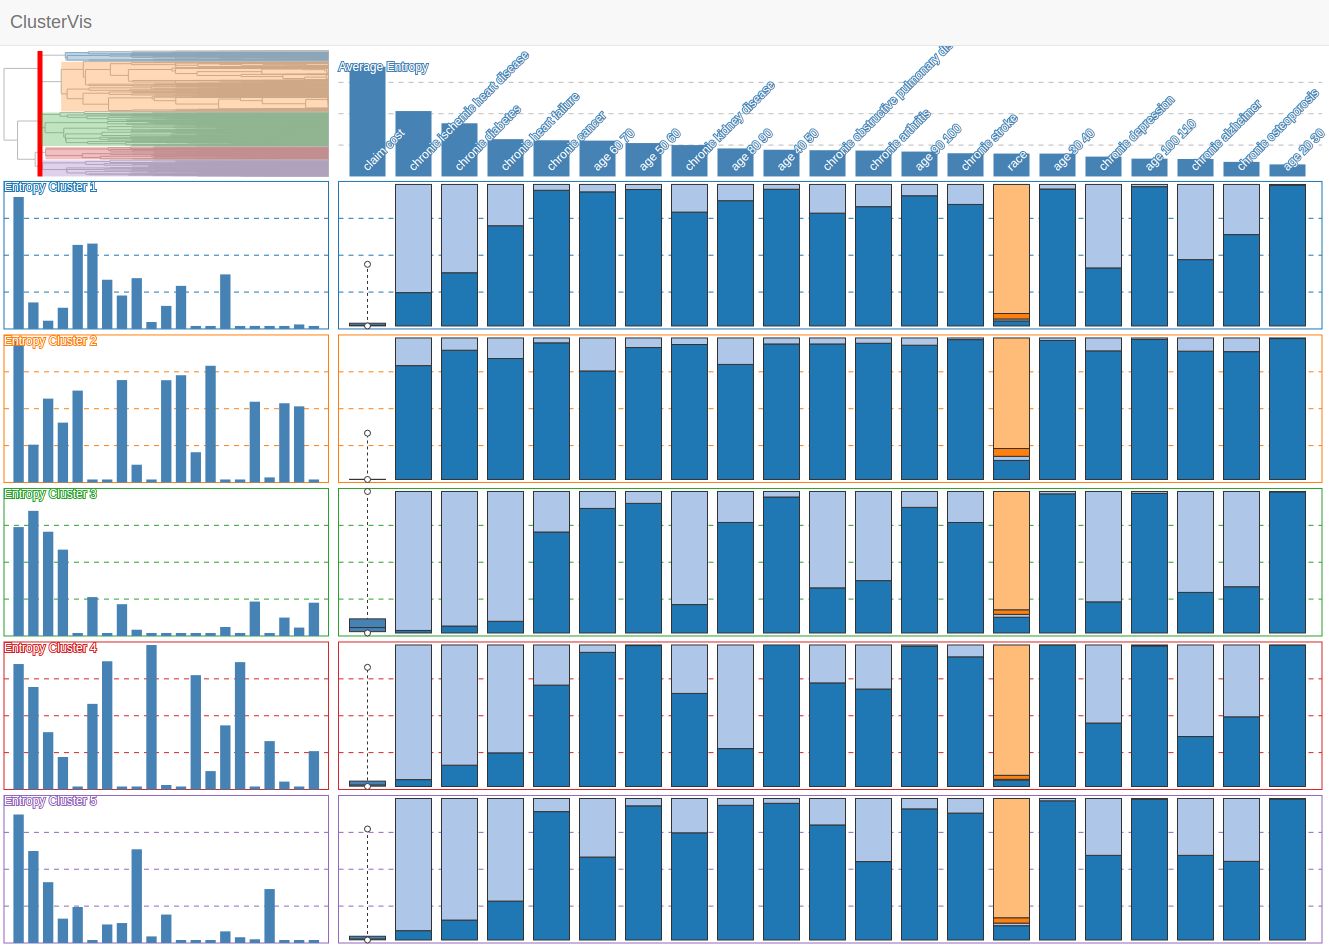 ClusterVis
Average Entropy
claim cost
chronic ischemic heart disease
chronic diabetes
chronic heart failure
chronic cancer
age 60 70
age 50 60
chronic kidney disease
age 80 80
age 40 50
chronic obstructive pulmonary dis
chronic arthritis
age 90 100
chronic stroke
race
age 30 40
chronic depression
age 100 110
chronic alzheimer
chronic osteoporosis
age 20 30
Entropy Cluster 1
Entropy Cluster 2
Entropy Cluster 3
Entropy Cluster 4
Entropy Cluster 5